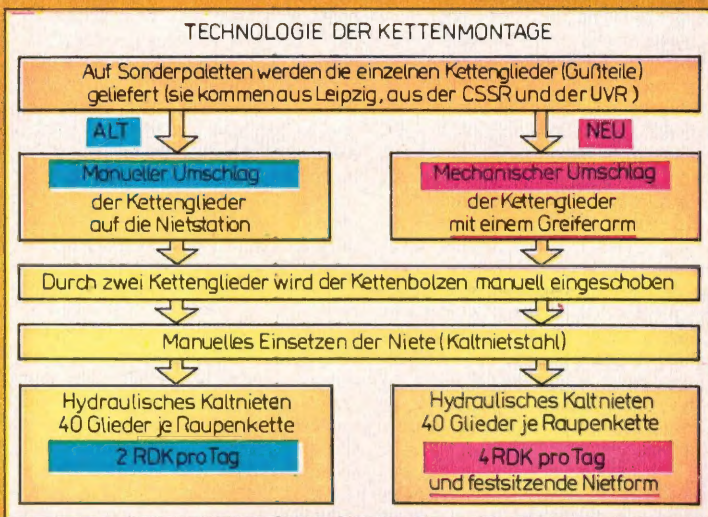 TECHNOLOGIE DER KETTENMONTAGE
Auf Sonderpaletten werden die einzelnen Kettenglieder (Gußteile)
geliefert (sie kommen aus Leipzig, aus der CSSR und der UVR)
ALT
NEU
Manueller Umschlag
der Kettenglieder
auf die Nietstation
Mechanischer Umschlag
der Kettenglieder
mit einem Greiferarm
Durch zwei Kettenglieder wird der Kettenbolzen manuell eingeschoben
Manuelles Einsetzen der Niete (Kaltnietstahl)
Hydraulisches Kaltnieten
40 Glieder je Raupenkette
2 RDK pro Tag
Hydraulisches Kaltnieten
40 Glieder je Raupenkette
4 RDK pro Tag
und festsitzende Nietform